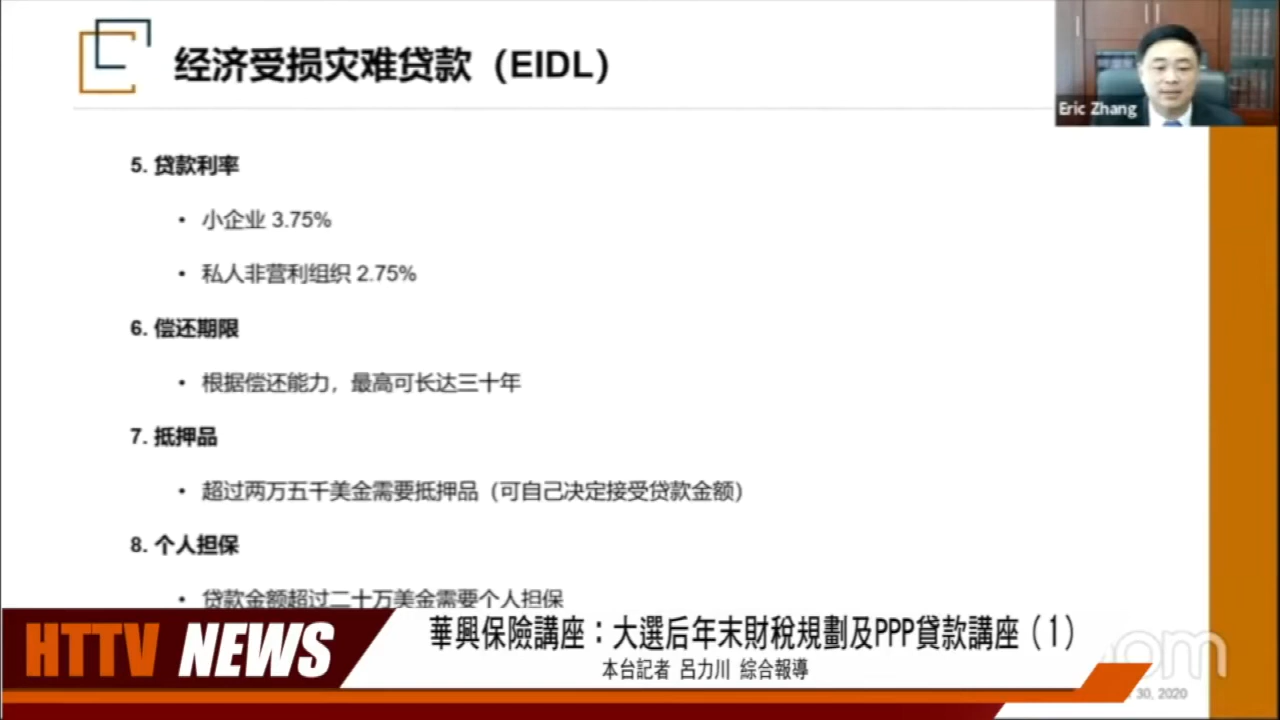 经济受损灾难贷款（EIDL）
Eric Zhang
5. 贷款利率
• 小企业 3.75%
• 私人非营利组织 2.75%
6. 偿还期限
• 根据偿还能力，最高可长达三十年
7. 抵押品
• 超过两万五千美金需要抵押品（可自己决定接受贷款金额）
8. 个人担保
• 贷款金额超过二十万美金需要个人担保
HTTV NEWS
華興保險講座：大選后年末財稅規劃及PPP貸款講座（1）
本台記者 呂力川 綜合報導
om
30, 2020